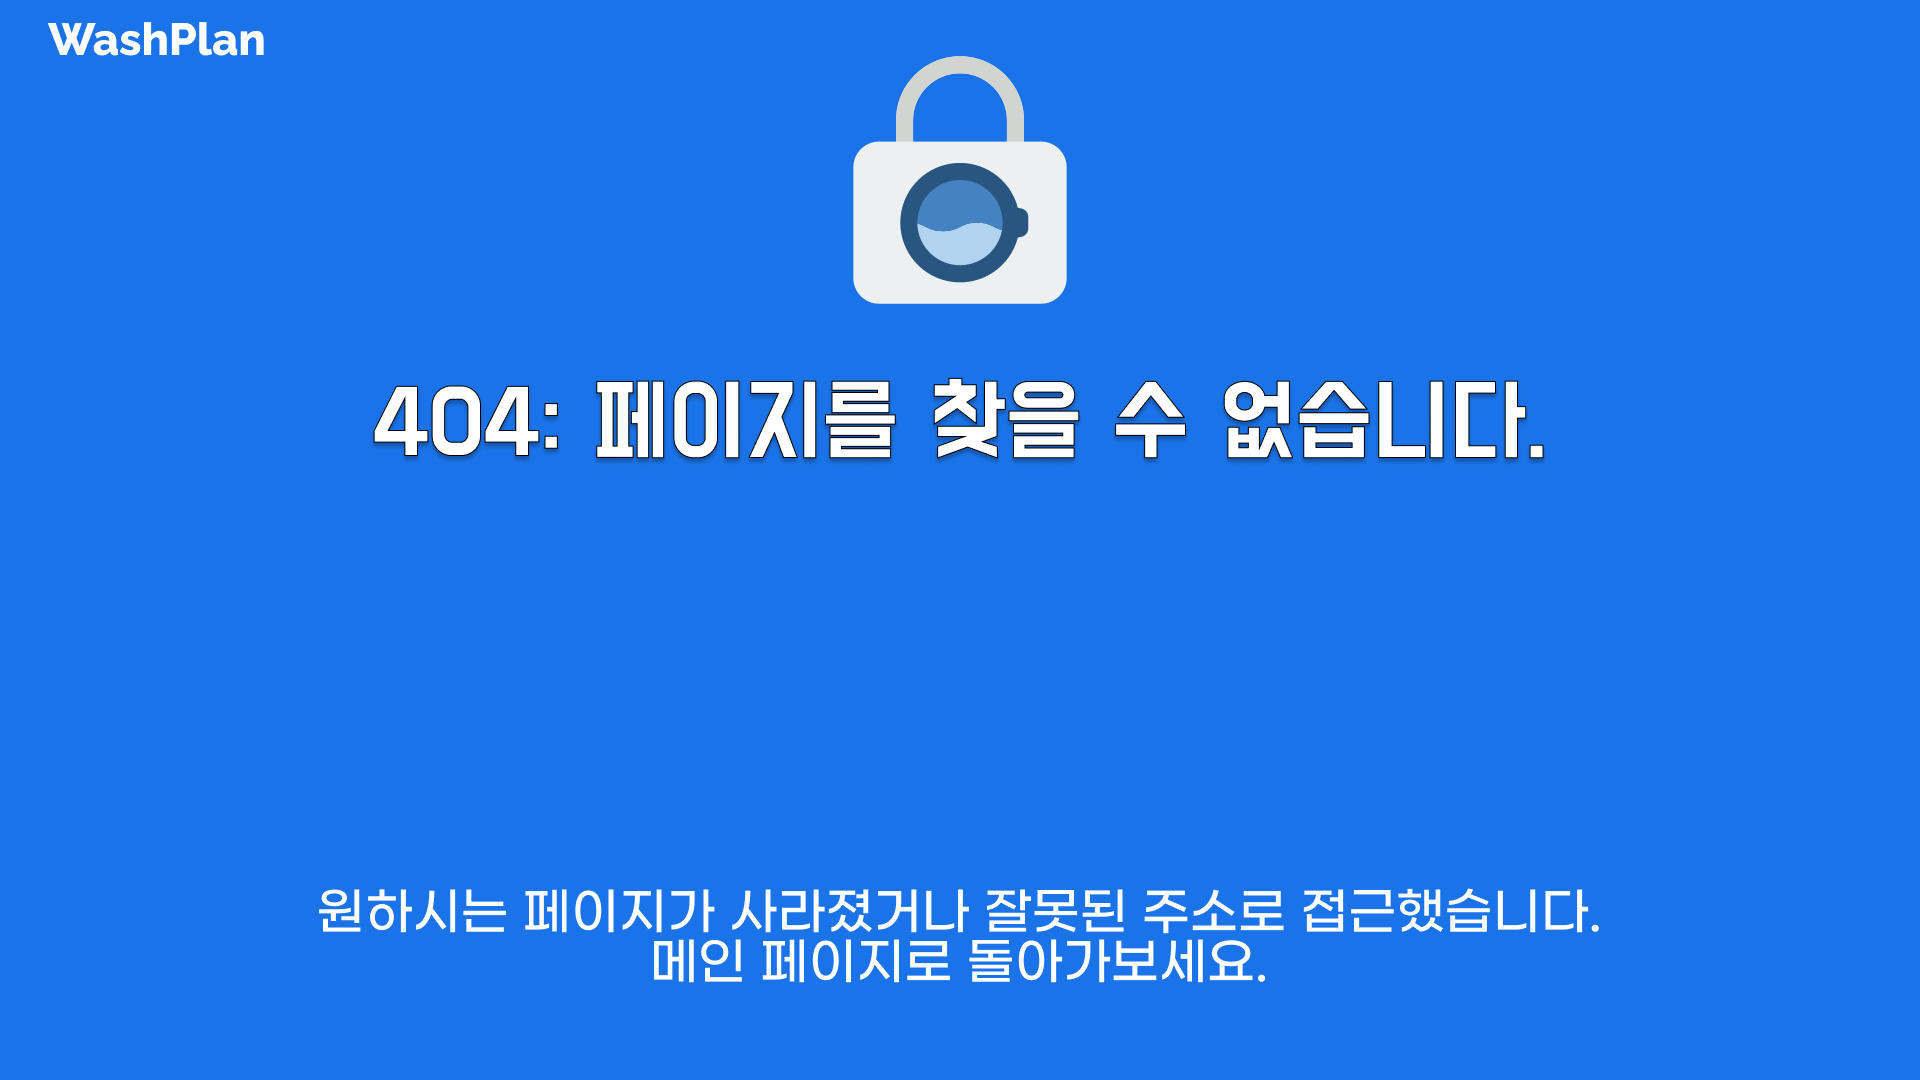 WashPlan
404: 페이지를 찾을 수 없습니다.
원하시는 페이지가 사라졌거나 잘못된 주소로 접근했습니다.
메인 페이지로 돌아가보세요.